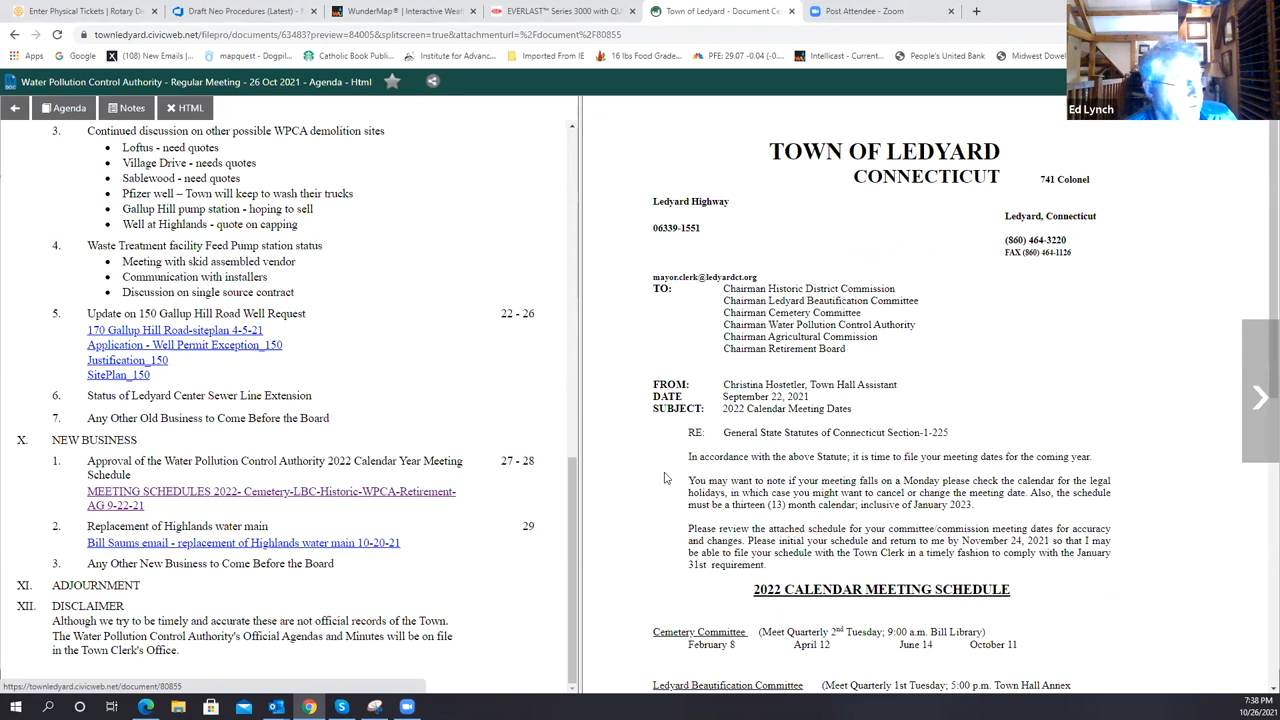 Enter Pinpoint Tickets | Rotary D
Draft Neo Procedures (Latest) - F
WunderMap® | Interactive Weat
EVERLAST™ Series 3000 with QU
Town of Ledyard - Document Ce
Post Attendee - Zoom
townledyard.civicweb.net/filepro/documents/63483?preview=84005&splitscreen=true&attachmenturl=%2Fdocument%2F80855
Apps
Google
(108) New Emails |...
mapquest - Dogpil...
Catholic Book Publi...
Institute for Autom...
Imported From IE
16 lbs Food Grade...
PFE: 29.07 -0.04 (-0...
Intellicast - Current...
People's United Bank
Midwest Dowel
Ed Lynch
Water Pollution Control Authority - Regular Meeting - 26 Oct 2021 - Agenda - Html
Agenda
Notes
HTML
3. Continued discussion on other possible WPCA demolition sites
• Loftus - need quotes
• Village Drive - needs quotes
• Sablewood - need quotes
• Pfizer well – Town will keep to wash their trucks
• Gallup Hill pump station - hoping to sell
• Well at Highlands - quote on capping
4. Waste Treatment facility Feed Pump station status
• Meeting with skid assembled vendor
• Communication with installers
• Discussion on single source contract
5. Update on 150 Gallup Hill Road Well Request 22 - 26
170 Gallup Hill Road-siteplan 4-5-21
Application - Well Permit Exception_150
Justification_150
SitePlan_150
6. Status of Ledyard Center Sewer Line Extension
7. Any Other Old Business to Come Before the Board
X. NEW BUSINESS
1. Approval of the Water Pollution Control Authority 2022 Calendar Year Meeting 27 - 28
Schedule
MEETING SCHEDULES 2022- Cemetery-LBC-Historic-WPCA-Retirement-
AG 9-22-21
2. Replacement of Highlands water main 29
Bill Saums email - replacement of Highlands water main 10-20-21
3. Any Other New Business to Come Before the Board
XI. ADJOURNMENT
XII. DISCLAIMER
Although we try to be timely and accurate these are not official records of the Town.
The Water Pollution Control Authority's Official Agendas and Minutes will be on file
in the Town Clerk's Office.
https://townledyard.civicweb.net/document/80855
TOWN OF LEDYARD
CONNECTICUT
741 Colonel
Ledyard Highway
Ledyard, Connecticut
06339-1551
(860) 464-3220
FAX (860) 464-1126
mayor.clerk@ledyardct.org
TO: Chairman Historic District Commission
Chairman Ledyard Beautification Committee
Chairman Cemetery Committee
Chairman Water Pollution Control Authority
Chairman Agricultural Commission
Chairman Retirement Board
FROM: Christina Hostetler, Town Hall Assistant
DATE September 22, 2021
SUBJECT: 2022 Calendar Meeting Dates
RE: General State Statutes of Connecticut Section-1-225
In accordance with the above Statute; it is time to file your meeting dates for the coming year.
You may want to note if your meeting falls on a Monday please check the calendar for the legal
holidays, in which case you might want to cancel or change the meeting date. Also, the schedule
must be a thirteen (13) month calendar; inclusive of January 2023.
Please review the attached schedule for your committee/commission meeting dates for accuracy
and changes. Please initial your schedule and return to me by November 24, 2021 so that I may
be able to file your schedule with the Town Clerk in a timely fashion to comply with the January
31st requirement.
2022 CALENDAR MEETING SCHEDULE
Cemetery Committee (Meet Quarterly 2nd Tuesday; 9:00 a.m. Bill Library)
February 8 April 12 June 14 October 11
Ledyard Beautification Committee (Meet Quarterly 1st Tuesday; 5:00 p.m. Town Hall Annex
7:38 PM
10/26/2021